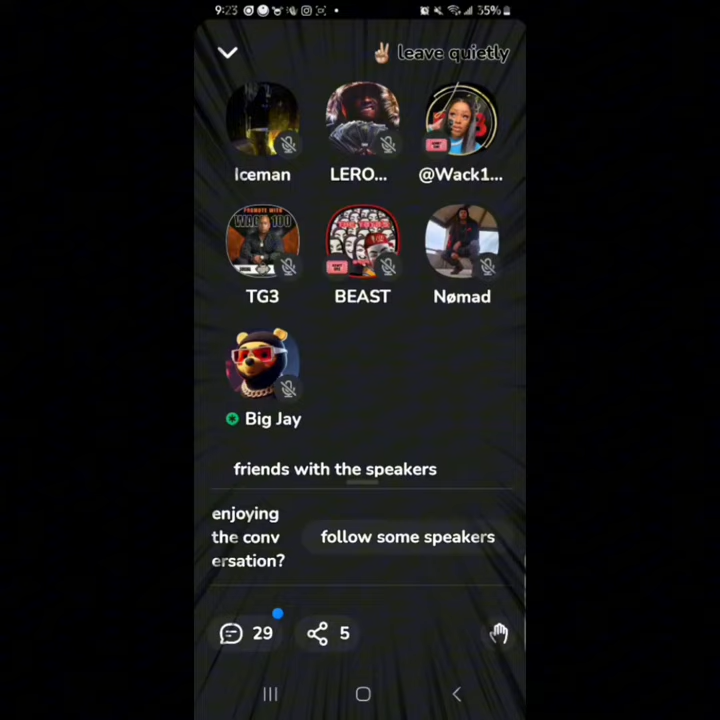 9:23
35%
✌🏼 leave quietly
Iceman
LERO...
@Wack1...
TG3
BEAST
Nømad
Big Jay
friends with the speakers
enjoying
the conv
ersation?
follow some speakers
29
5